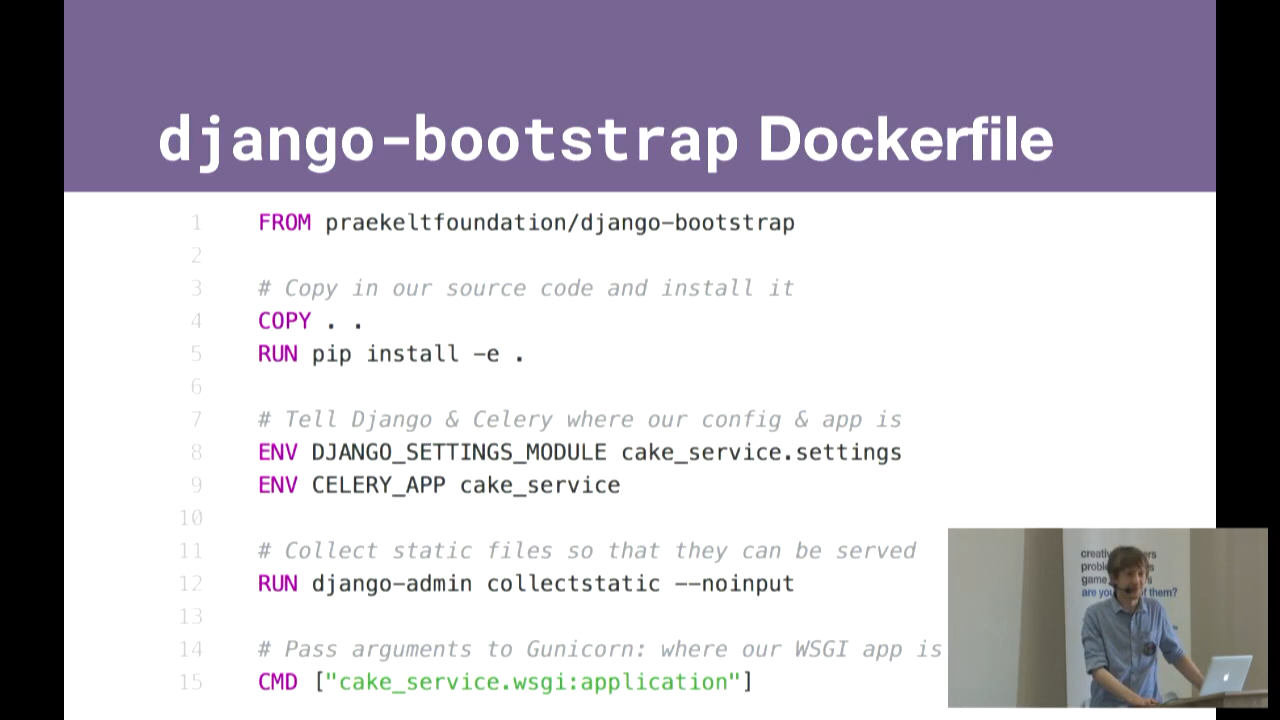 django-bootstrap Dockerfile
1 FROM praekeltfoundation/django-bootstrap
2
3 # Copy in our source code and install it
4 COPY . .
5 RUN pip install -e .
6
7 # Tell Django & Celery where our config & app is
8 ENV DJANGO_SETTINGS_MODULE cake_service.settings
9 ENV CELERY_APP cake_service
10
11 # Collect static files so that they can be served
12 RUN django-admin collectstatic --noinput
13
14 # Pass arguments to Gunicorn: where our WSGI app is
15 CMD ["cake_service.wsgi:application"]
are you of them?